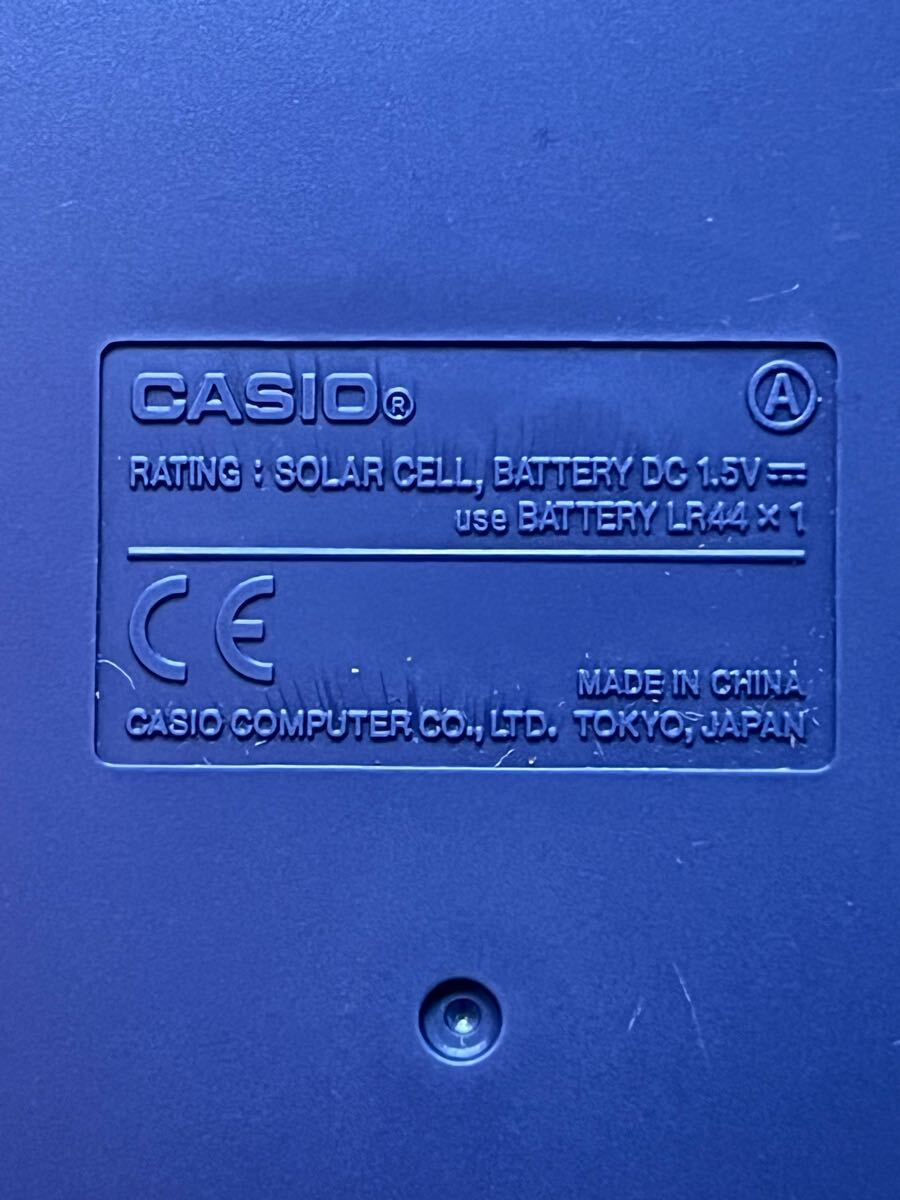 CASIO® Ⓐ
RATING : SOLAR CELL, BATTERY DC 1.5V⎓
use BATTERY LR44 × 1
CE
MADE IN CHINA
CASIO COMPUTER CO., LTD. TOKYO, JAPAN